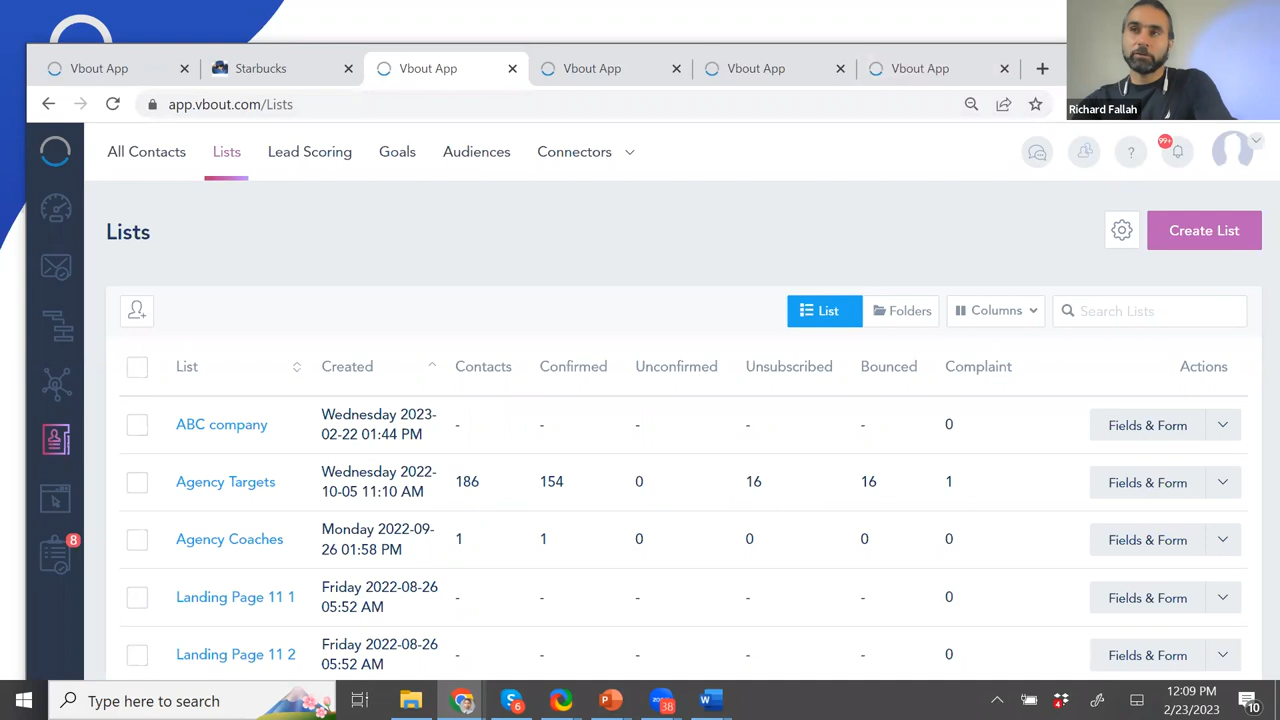 Vbout App
Starbucks
Vbout App
Vbout App
Vbout App
Vbout App
app.vbout.com/Lists
Richard Fallah
All Contacts Lists Lead Scoring Goals Audiences Connectors
?
99+
Lists
Create List
List
Folders
Columns
Search Lists
List Created Contacts Confirmed Unconfirmed Unsubscribed Bounced Complaint Actions
ABC company Wednesday 2023-
02-22 01:44 PM - - - - - 0 Fields & Form
Agency Targets Wednesday 2022-
10-05 11:10 AM 186 154 0 16 16 1 Fields & Form
Agency Coaches Monday 2022-09-
26 01:58 PM 1 1 0 0 0 0 Fields & Form
Landing Page 11 1 Friday 2022-08-26
05:52 AM - - - - - 0 Fields & Form
8
Landing Page 11 2 Friday 2022-08-26
05:52 AM - - - - - 0 Fields & Form
Type here to search
6
38
4
12:09 PM
2/23/2023
10